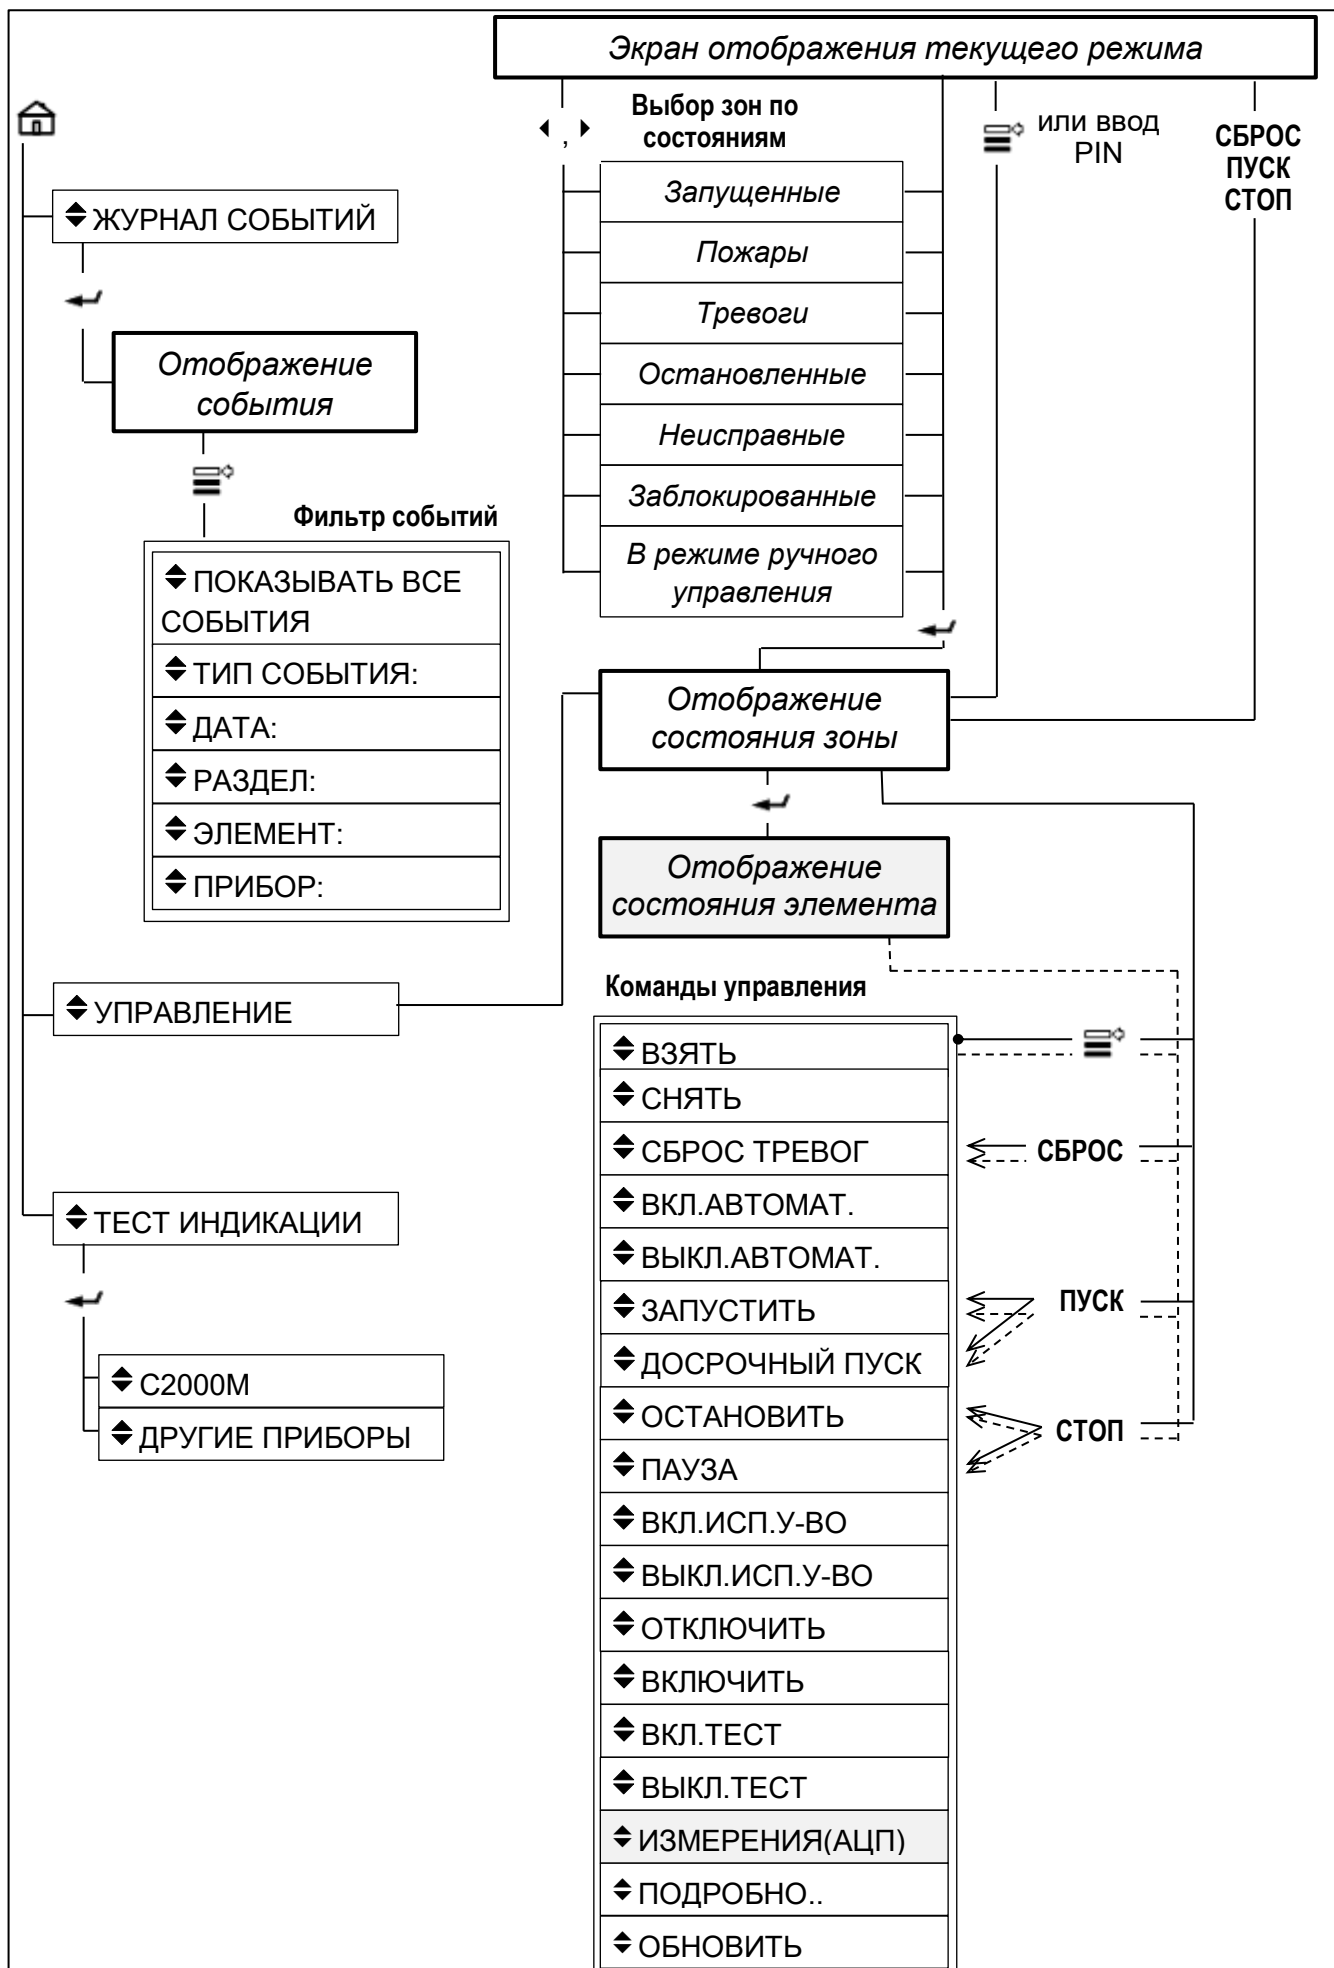 Экран отображения текущего режима
Выбор зон по
состояниям
или ввод
PIN
СБРОС
ПУСК
СТОП
Запущенные
Пожары
Тревоги
Остановленные
Неисправные
Заблокированные
В режиме ручного
управления
ЖУРНАЛ СОБЫТИЙ
Отображение
события
Фильтр событий
ПОКАЗЫВАТЬ ВСЕ
СОБЫТИЯ
ТИП СОБЫТИЯ:
ДАТА:
РАЗДЕЛ:
ЭЛЕМЕНТ:
ПРИБОР:
Отображение
состояния зоны
Отображение
состояния элемента
УПРАВЛЕНИЕ
Команды управления
ВЗЯТЬ
СНЯТЬ
СБРОС ТРЕВОГ
СБРОС
ВКЛ.АВТОМАТ.
ВЫКЛ.АВТОМАТ.
ЗАПУСТИТЬ
ПУСК
ДОСРОЧНЫЙ ПУСК
ОСТАНОВИТЬ
СТОП
ПАУЗА
ВКЛ.ИСП.У-ВО
ВЫКЛ.ИСП.У-ВО
ОТКЛЮЧИТЬ
ВКЛЮЧИТЬ
ВКЛ.ТЕСТ
ВЫКЛ.ТЕСТ
ИЗМЕРЕНИЯ(АЦП)
ПОДРОБНО..
ОБНОВИТЬ
ТЕСТ ИНДИКАЦИИ
С2000М
ДРУГИЕ ПРИБОРЫ